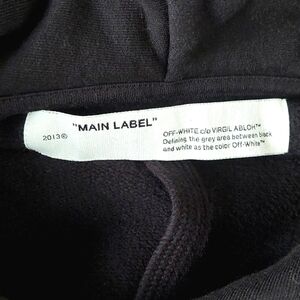 2013© "MAIN LABEL"
OFF-WHITE c/o VIRGIL ABLOH™
Defining the grey area between back
and white as the color Off-White™